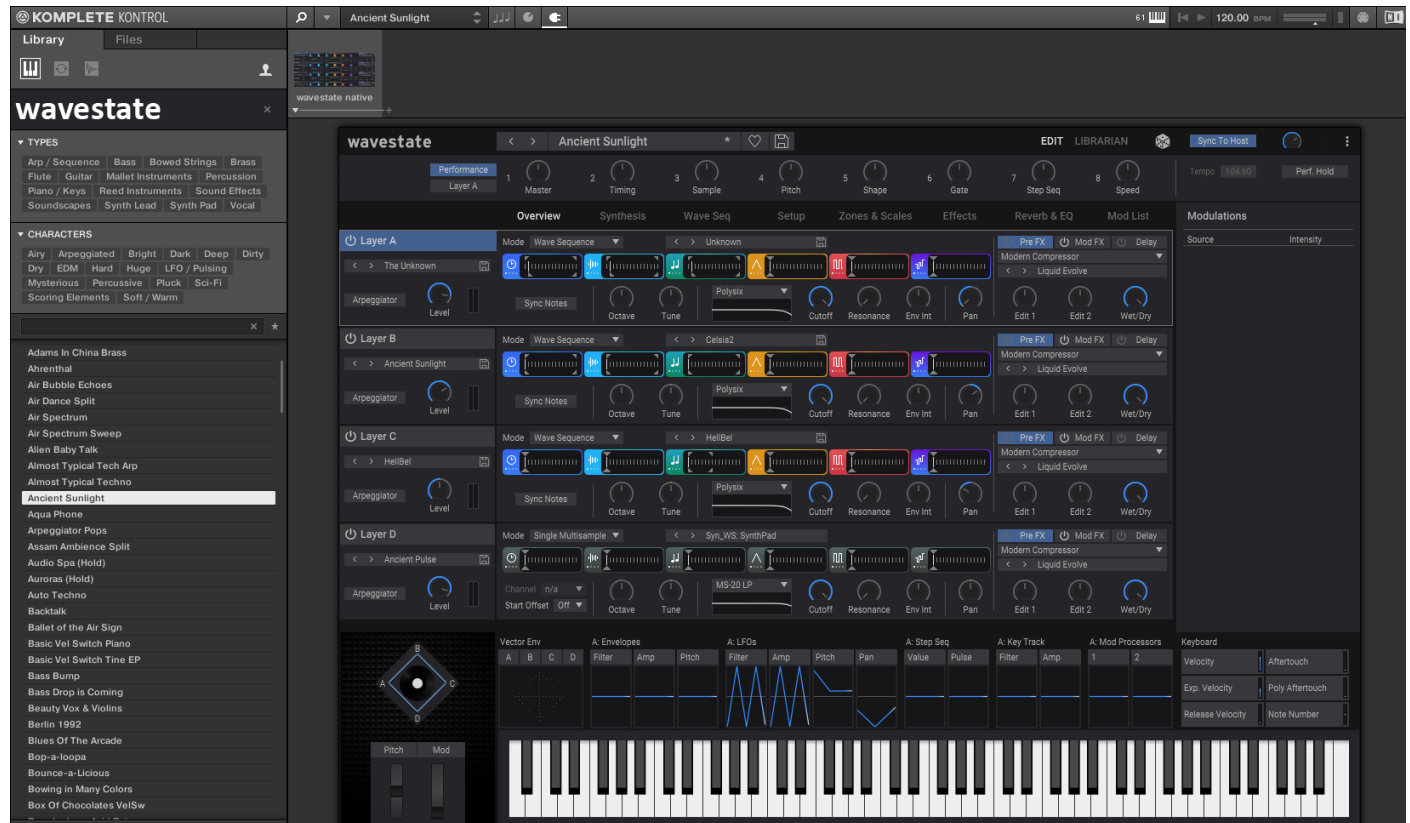 KOMPLETE KONTROL
Ancient Sunlight
61
120.00 BPM
Library Files
wavestate ×
TYPES
Arp / Sequence Bass Bowed Strings Brass
Flute Guitar Mallet Instruments Percussion
Piano / Keys Reed Instruments Sound Effects
Soundscapes Synth Lead Synth Pad Vocal
CHARACTERS
Airy Arpeggiated Bright Dark Deep Dirty
Dry EDM Hard Huge LFO / Pulsing
Mysterious Percussive Pluck Sci-Fi
Scoring Elements Soft / Warm
Adams In China Brass
Ahrenthal
Air Bubble Echoes
Air Dance Split
Air Spectrum
Air Spectrum Sweep
Alien Baby Talk
Almost Typical Tech Arp
Almost Typical Techno
Ancient Sunlight
Aqua Phone
Arpeggiator Pops
Assam Ambience Split
Audio Spa (Hold)
Auroras (Hold)
Auto Techno
Backtalk
Ballet of the Air Sign
Basic Vel Switch Piano
Basic Vel Switch Tine EP
Bass Bump
Bass Drop is Coming
Beauty Vox & Violins
Berlin 1992
Blues Of The Arcade
Bop-a-loopa
Bounce-a-Licious
Bowing in Many Colors
Box Of Chocolates VelSw
wavestate native
wavestate
< > Ancient Sunlight *
EDIT LIBRARIAN
Sync To Host
Performance
Layer A
1 Master 2 Timing 3 Sample 4 Pitch 5 Shape 6 Gate 7 Step Seq 8 Speed
Tempo 104.60 Perf. Hold
Overview Synthesis Wave Seq Setup Zones & Scales Effects Reverb & EQ Mod List
Modulations
Source Intensity
Layer A
< > The Unknown
Arpeggiator
Level
Mode Wave Sequence < > Unknown
Sync Notes
Octave Tune
Polysix
Cutoff Resonance Env Int Pan
Pre FX Mod FX Delay
Modern Compressor
< > Liquid Evolve
Edit 1 Edit 2 Wet/Dry
Layer B
< > Ancient Sunlight
Arpeggiator
Level
Mode Wave Sequence < > Celsia2
Sync Notes
Octave Tune
Polysix
Cutoff Resonance Env Int Pan
Pre FX Mod FX Delay
Modern Compressor
< > Liquid Evolve
Edit 1 Edit 2 Wet/Dry
Layer C
< > HellBel
Arpeggiator
Level
Mode Wave Sequence < > HellBel
Sync Notes
Octave Tune
Polysix
Cutoff Resonance Env Int Pan
Pre FX Mod FX Delay
Modern Compressor
< > Liquid Evolve
Edit 1 Edit 2 Wet/Dry
Layer D
< > Ancient Pulse
Arpeggiator
Level
Mode Single Multisample < > Syn_WS: SynthPad
Channel n/a
Start Offset Off
Octave Tune
MS-20 LP
Cutoff Resonance Env Int Pan
Pre FX Mod FX Delay
Modern Compressor
< > Liquid Evolve
Edit 1 Edit 2 Wet/Dry
B
A C
D
Pitch Mod
Vector Env
A B C D
A: Envelopes
Filter Amp Pitch
A: LFOs
Filter Amp Pitch Pan
A: Step Seq
Value Pulse
A: Key Track
Filter Amp
A: Mod Processors
1 2
Keyboard
Velocity Aftertouch
Exp. Velocity Poly Aftertouch
Release Velocity Note Number